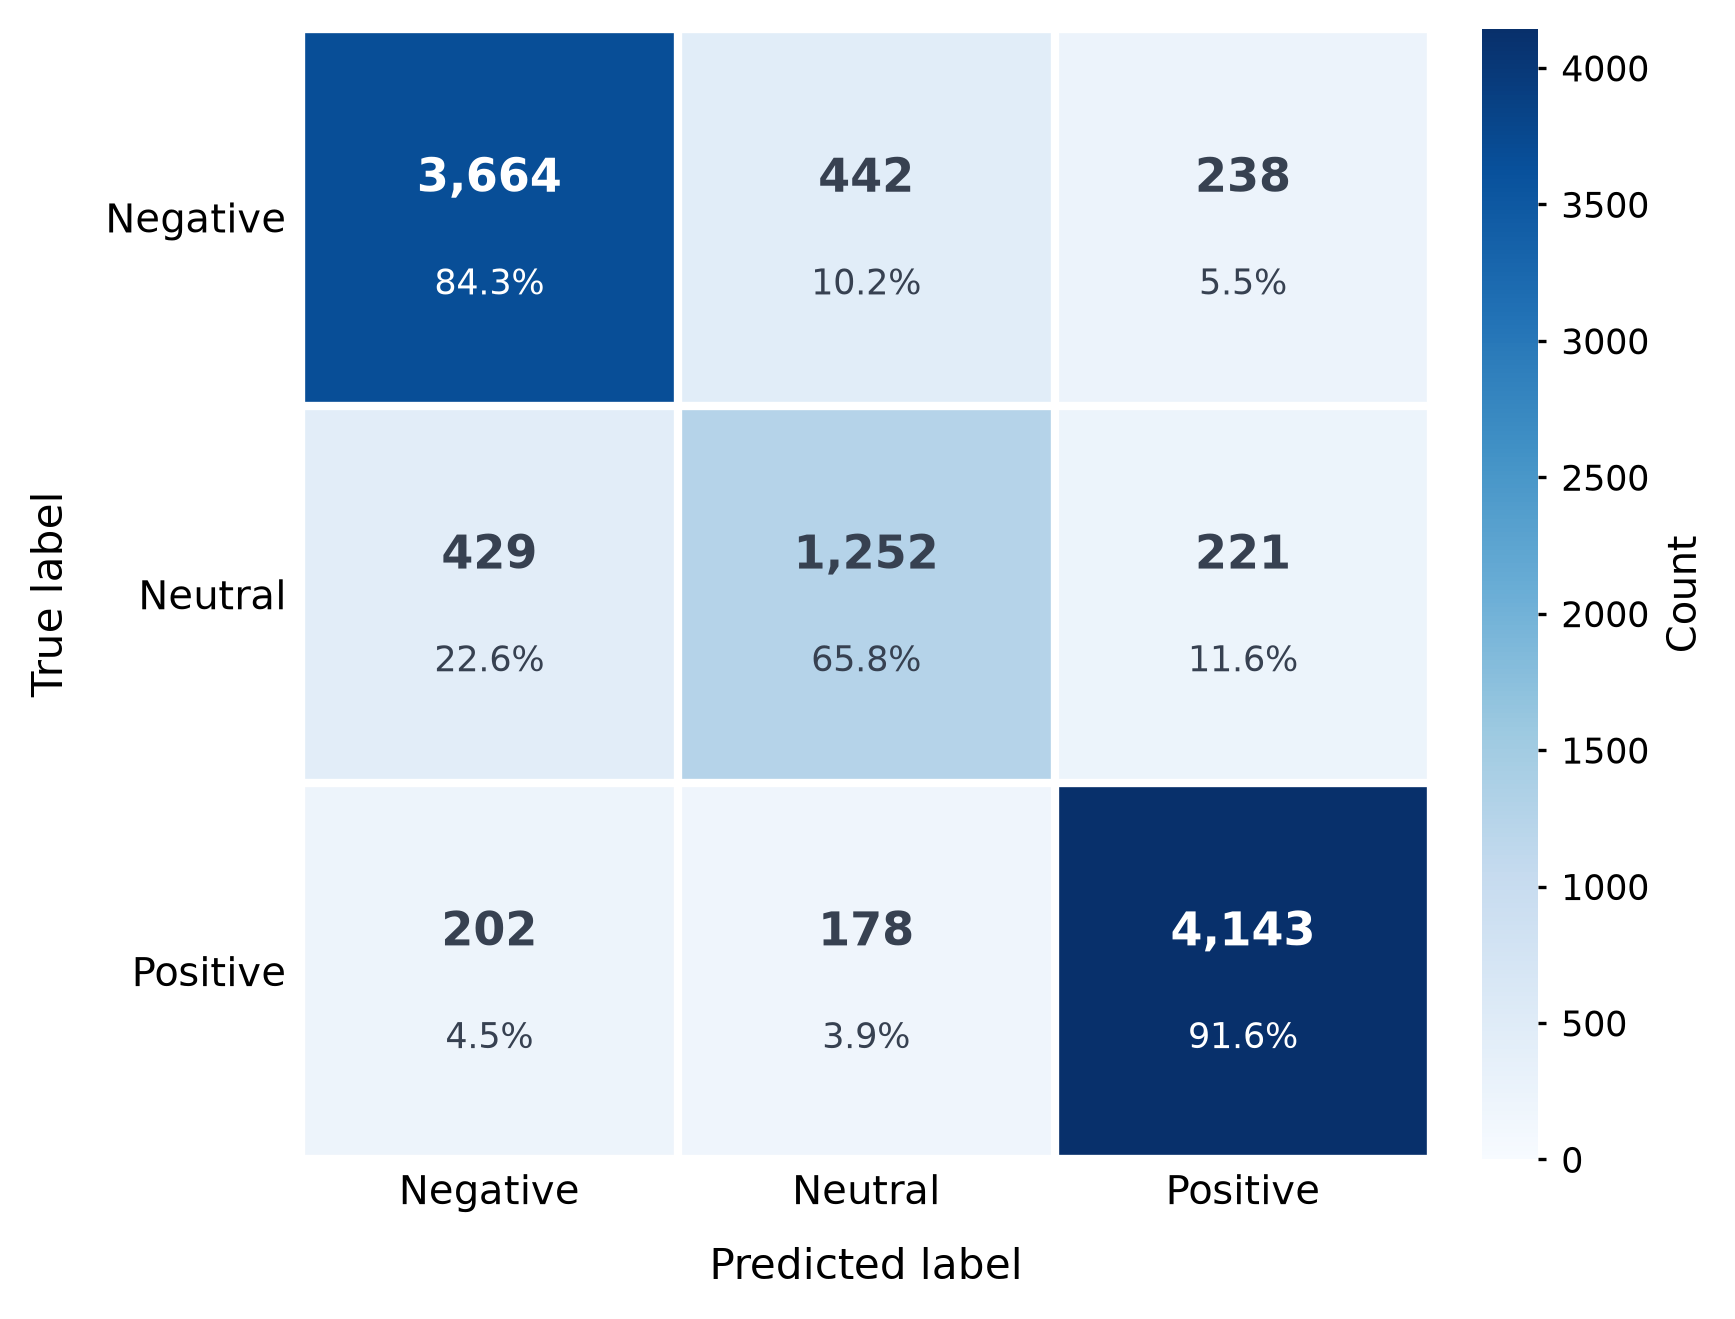 3,664 442 238
Negative
84.3% 10.2% 5.5%
429 1,252 221
Neutral
22.6% 65.8% 11.6%
202 178 4,143
Positive
4.5% 3.9% 91.6%
Negative Neutral Positive
Predicted label
True label
4000
3500
3000
2500
2000
1500
1000
500
0
Count